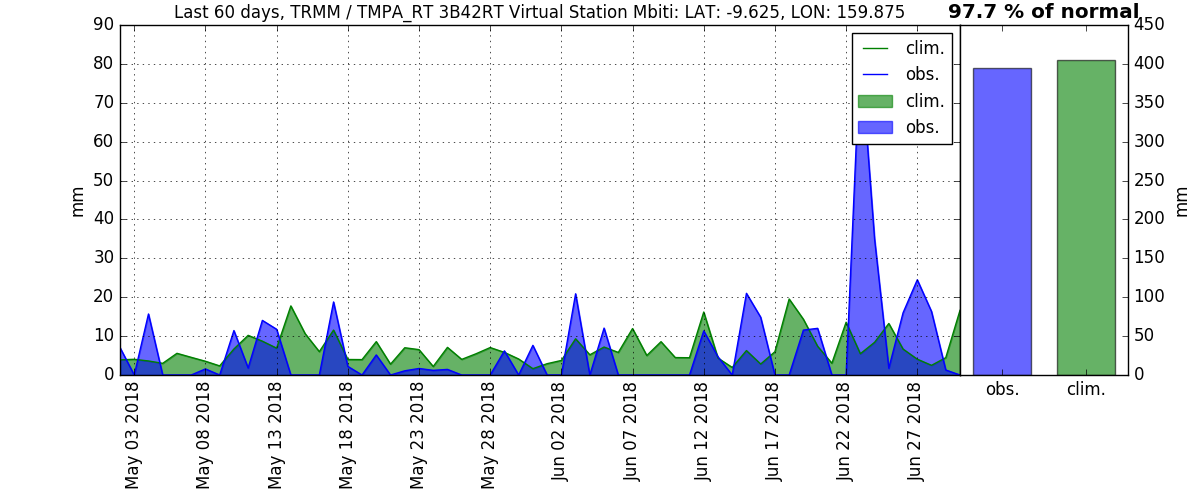 Last 60 days, TRMM / TMPA_RT 3B42RT Virtual Station Mbiti: LAT: -9.625, LON: 159.875
97.7 % of normal
90
80
70
60
50
40
30
20
10
0
mm
clim.
obs.
clim.
obs.
May 03 2018
May 08 2018
May 13 2018
May 18 2018
May 23 2018
May 28 2018
Jun 02 2018
Jun 07 2018
Jun 12 2018
Jun 17 2018
Jun 22 2018
Jun 27 2018
450
400
350
300
250
200
150
100
50
0
mm
obs.
clim.